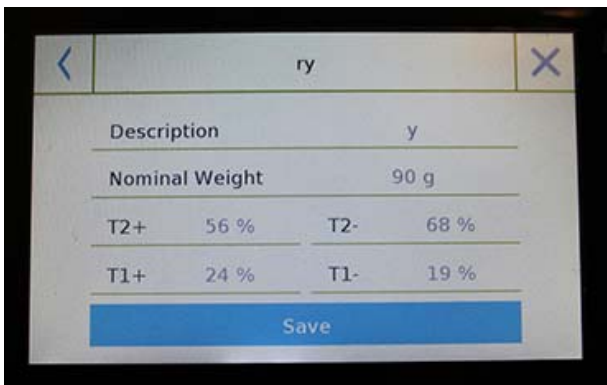 ry
Description y
Nominal Weight 90 g
T2+ 56 % T2- 68 %
T1+ 24 % T1- 19 %
Save